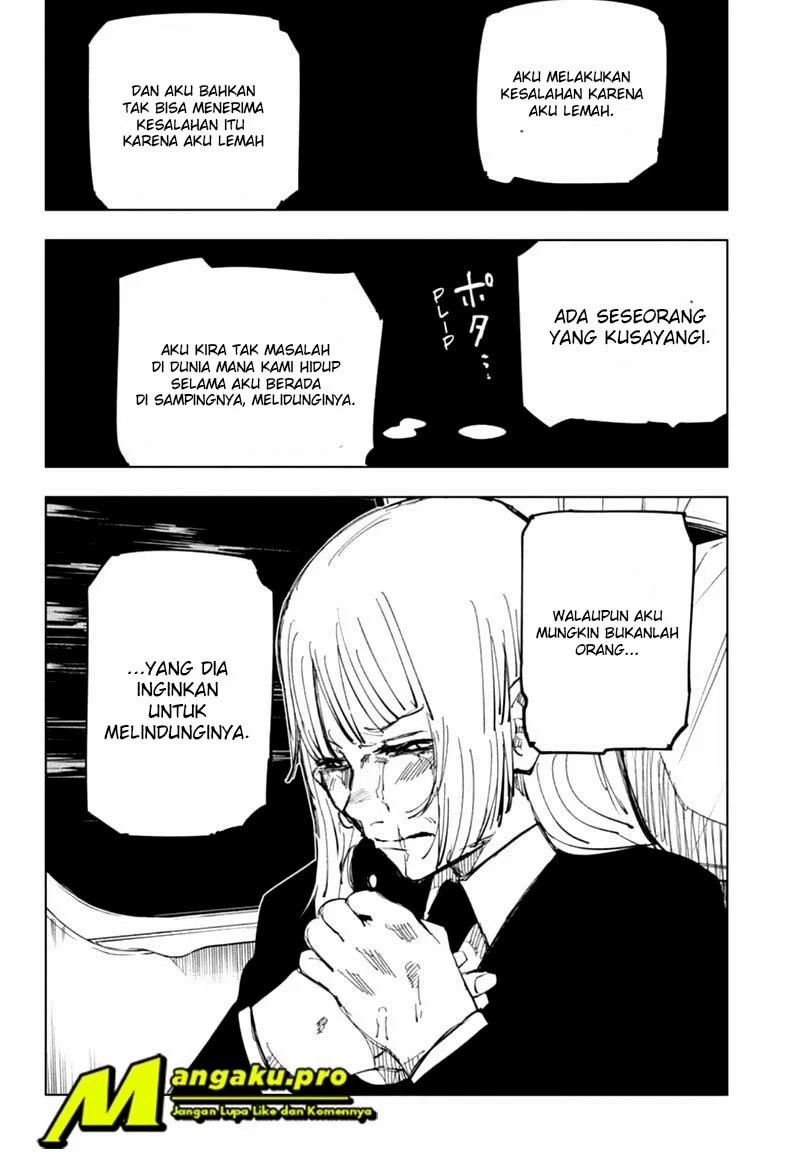 AKU MELAKUKAN
KESALAHAN KARENA
AKU LEMAH.
DAN AKU BAHKAN
TAK BISA MENERIMA
KESALAHAN ITU
KARENA AKU LEMAH
ADA SESEORANG
YANG KUSAYANGI.
ポタ…
PLIP
AKU KIRA TAK MASALAH
DI DUNIA MANA KAMI HIDUP
SELAMA AKU BERADA
DI SAMPINGNYA, MELIDUNGINYA.
WALAUPUN AKU
MUNGKIN BUKANLAH
ORANG...
...YANG DIA
INGINKAN
UNTUK
MELINDUNGINYA.
Mangaku.pro
Jangan Lupa Like dan Komennya